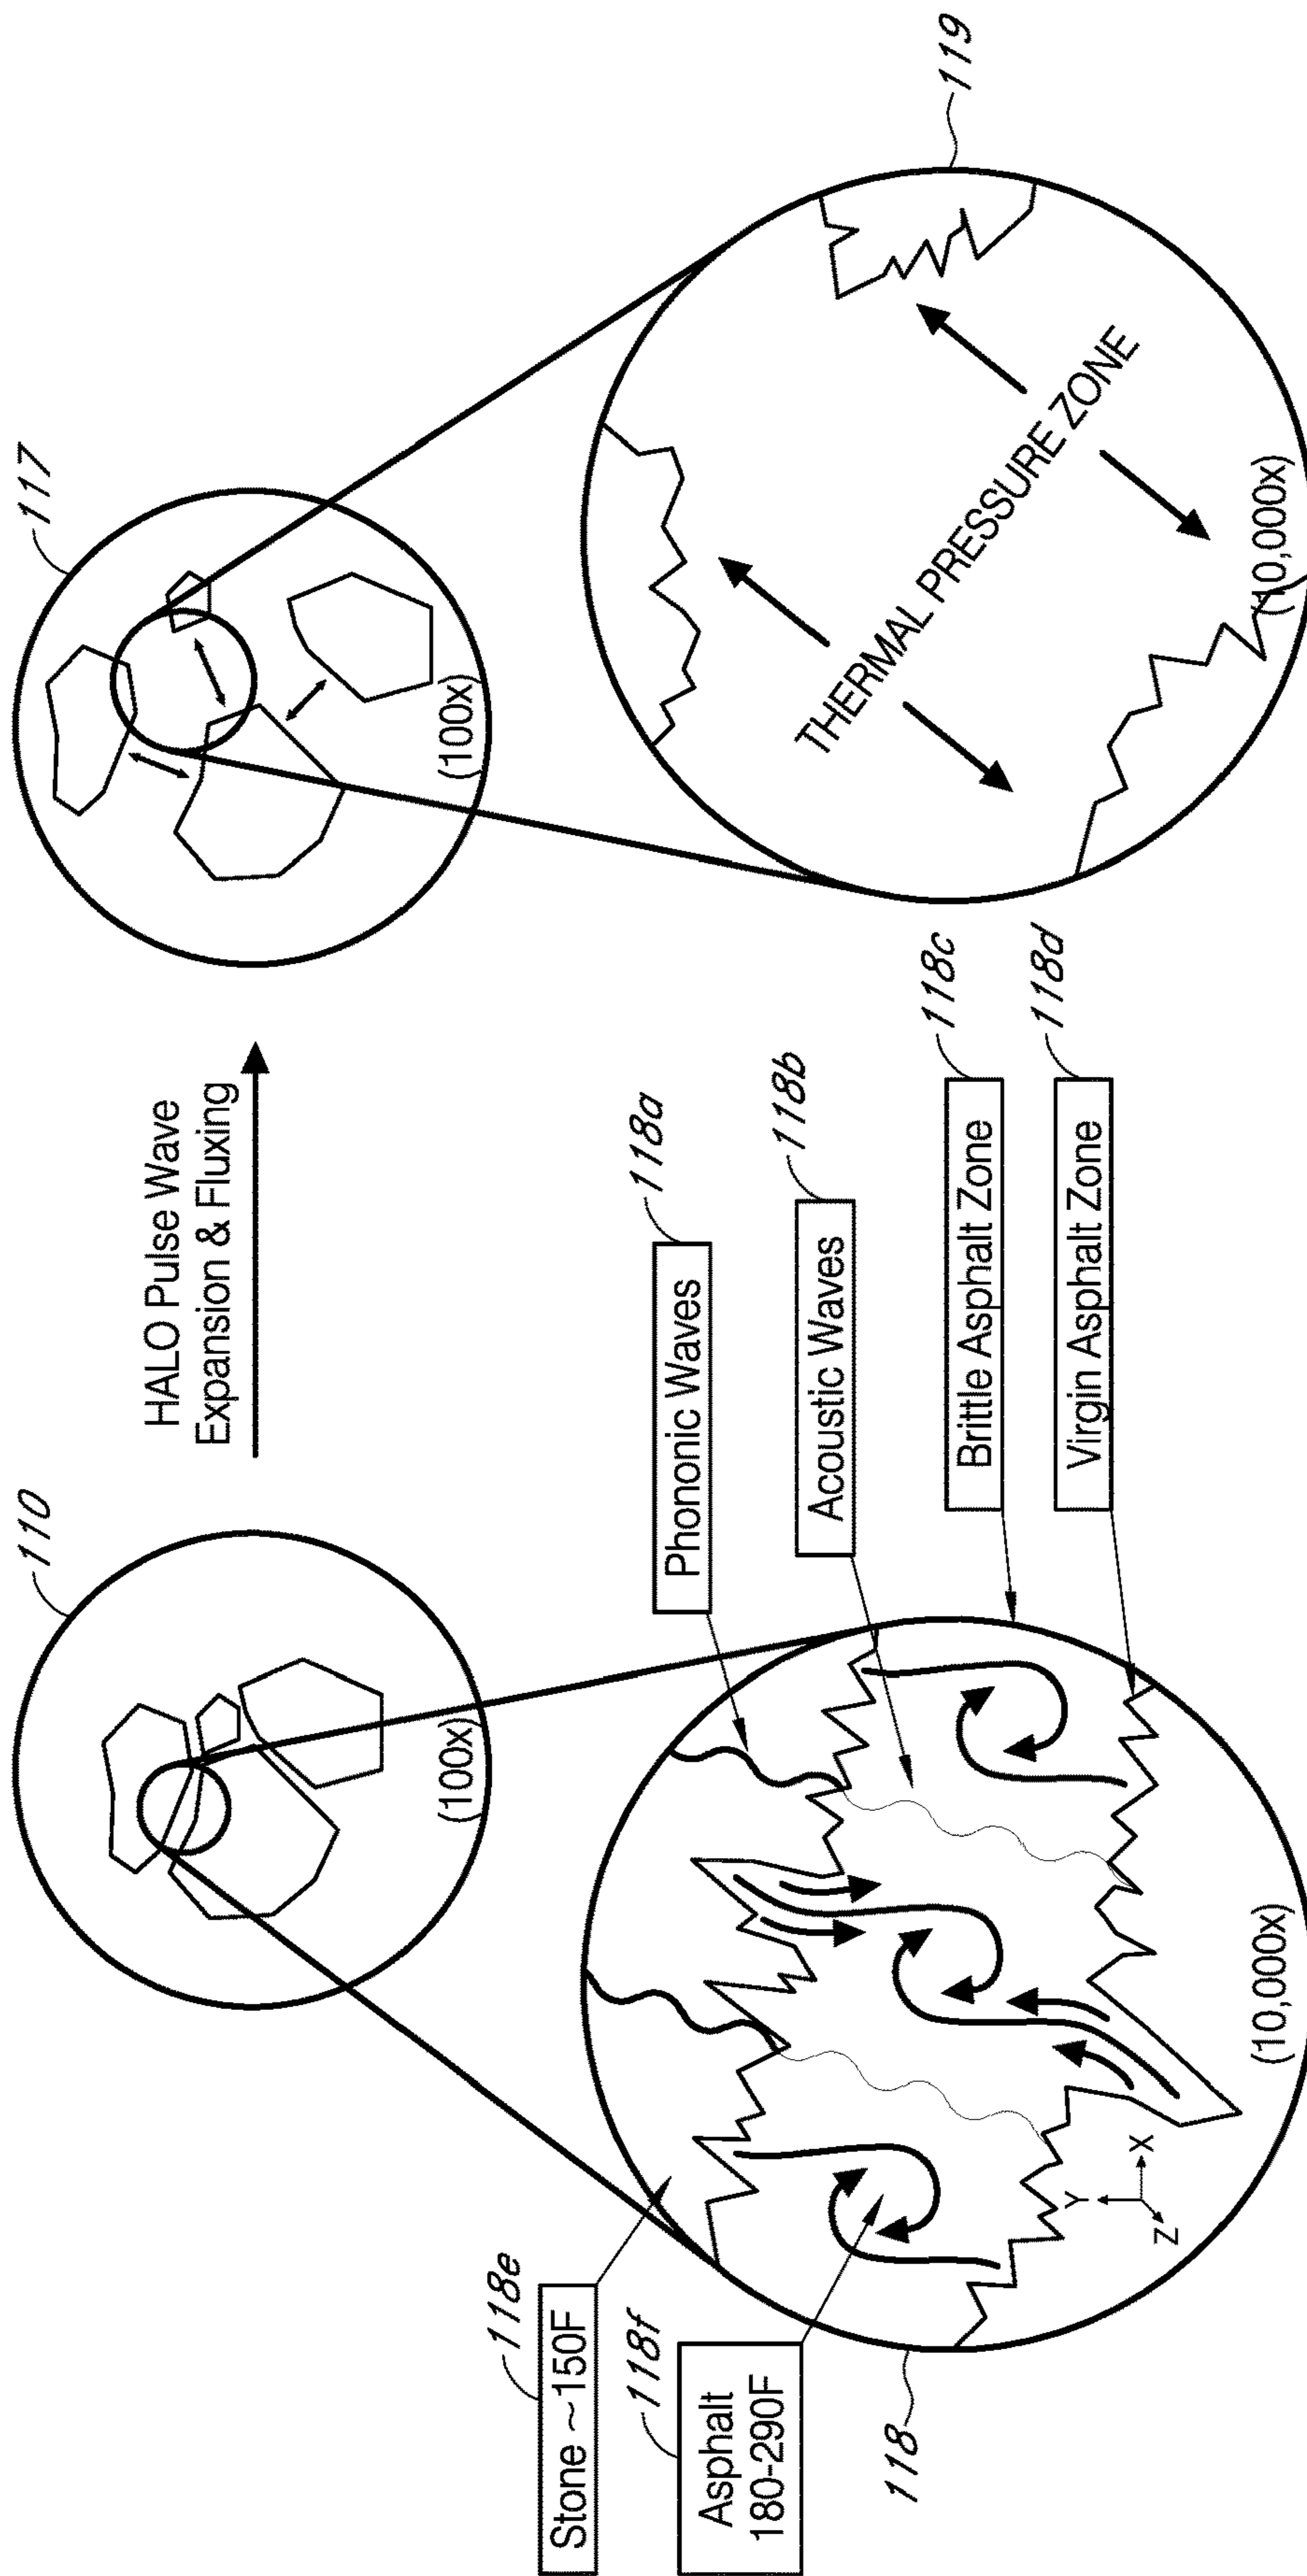 110
HALO Pulse Wave
Expansion & Fluxing
117
(100x)
(100x)
118e
Stone ~150F
118f
Asphalt
180-290F
118
Phononic Waves
118a
Acoustic Waves
118b
Brittle Asphalt Zone
118c
Virgin Asphalt Zone
118d
Y
X
Z
(10,000x)
THERMAL PRESSURE ZONE
119
(10,000x)